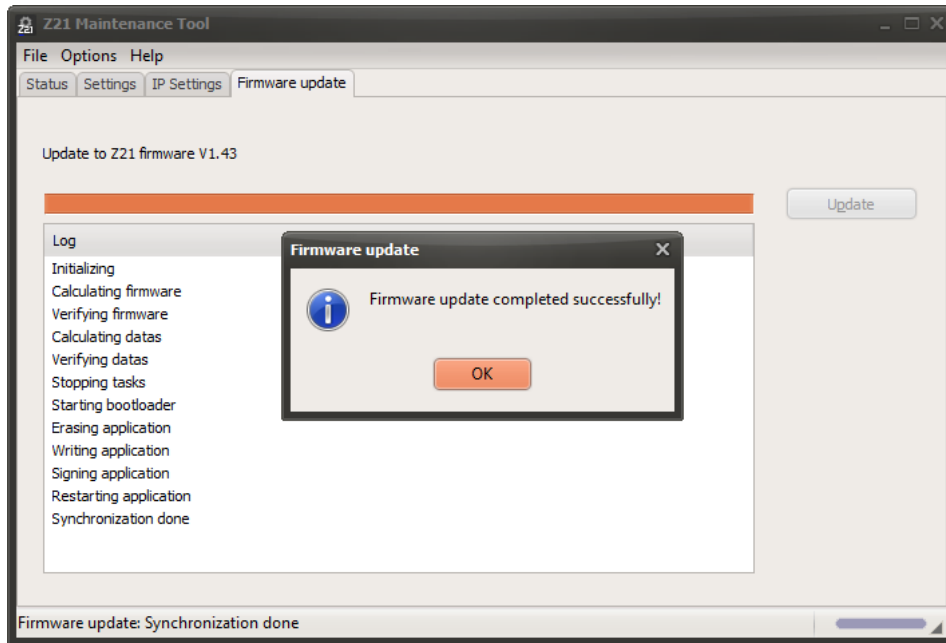 Z21
Z21 Maintenance Tool
File Options Help
Status Settings IP Settings Firmware update
Update to Z21 firmware V1.43
Update
Log
Initializing
Calculating firmware
Verifying firmware
Calculating datas
Verifying datas
Stopping tasks
Starting bootloader
Erasing application
Writing application
Signing application
Restarting application
Synchronization done
Firmware update
Firmware update completed successfully!
OK
Firmware update: Synchronization done